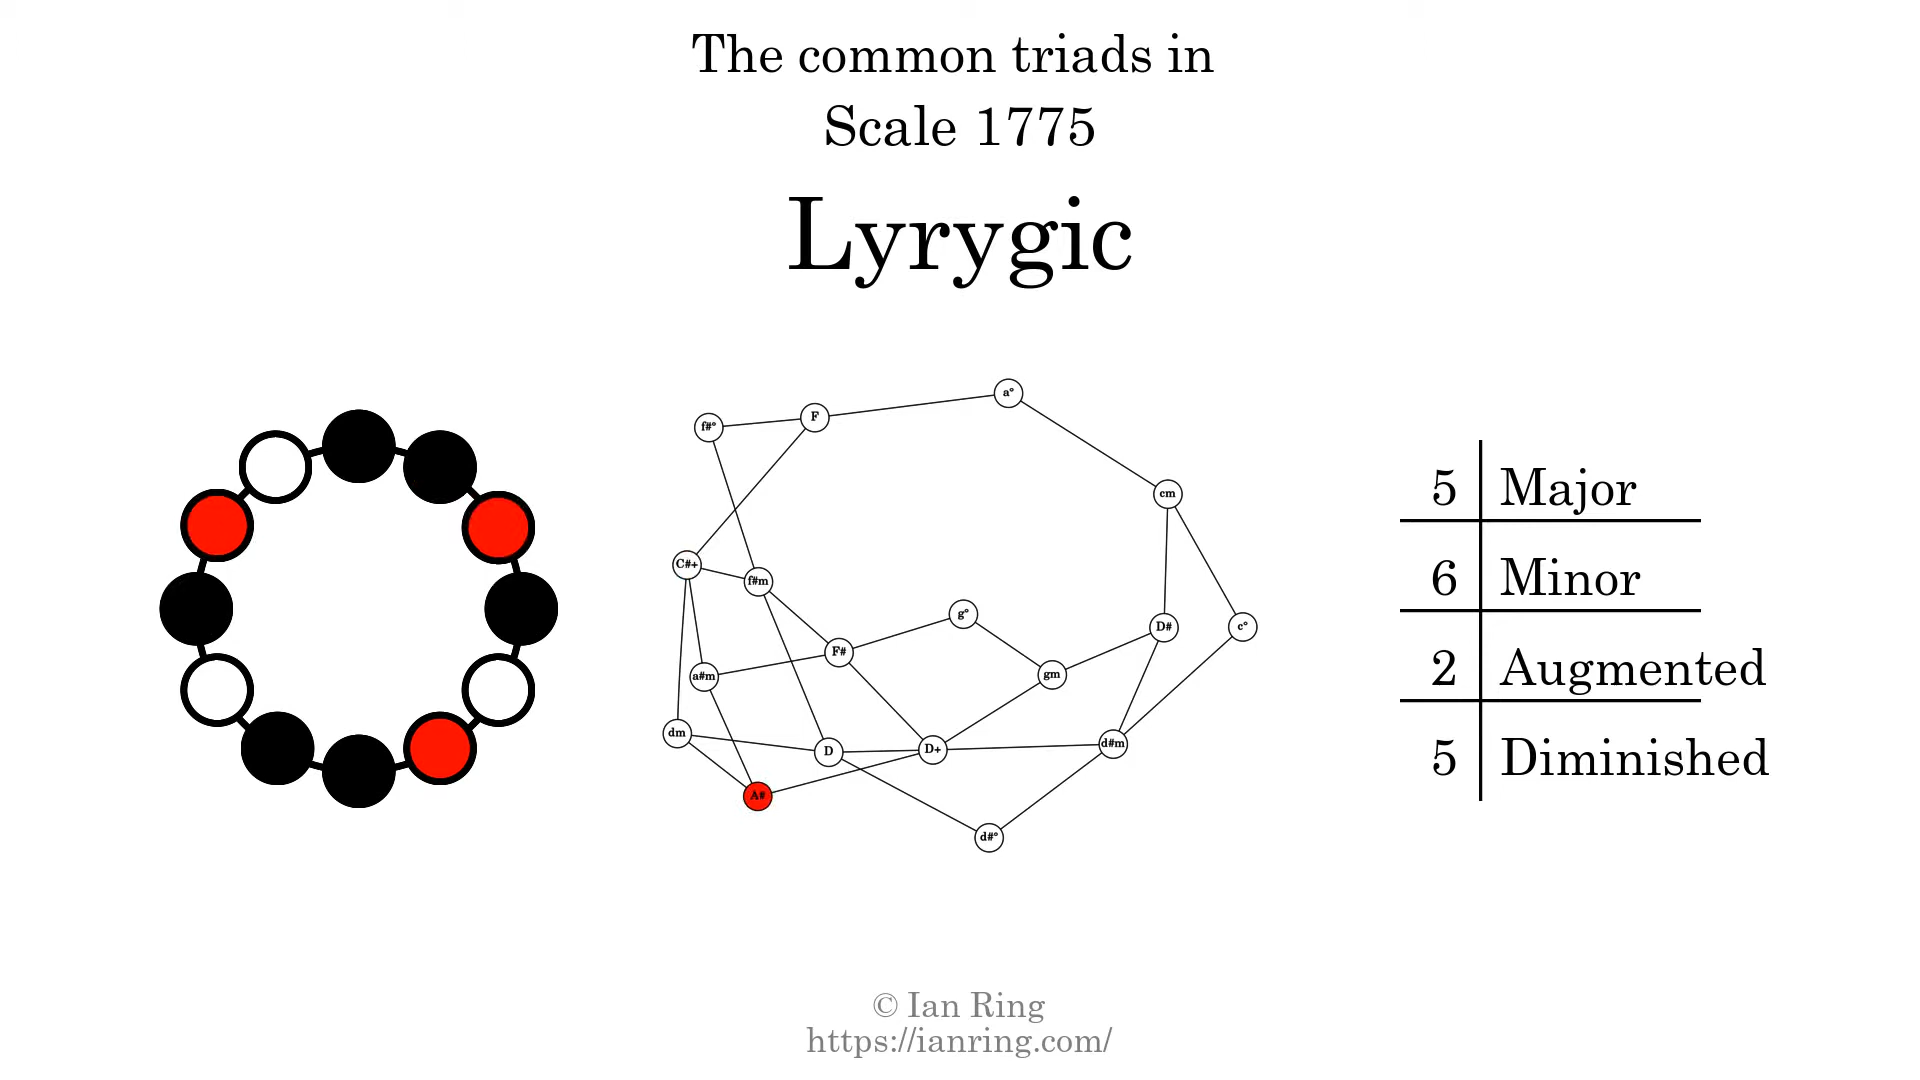 The common triads in
Scale 1775
Lyrygic
a°
f#°
F
cm
C#+
f#m
g°
D#
c°
F#
a#m
gm
dm
D
D+
d#m
A#
d#°
5 Major
6 Minor
2 Augmented
5 Diminished
© Ian Ring
https://ianring.com/